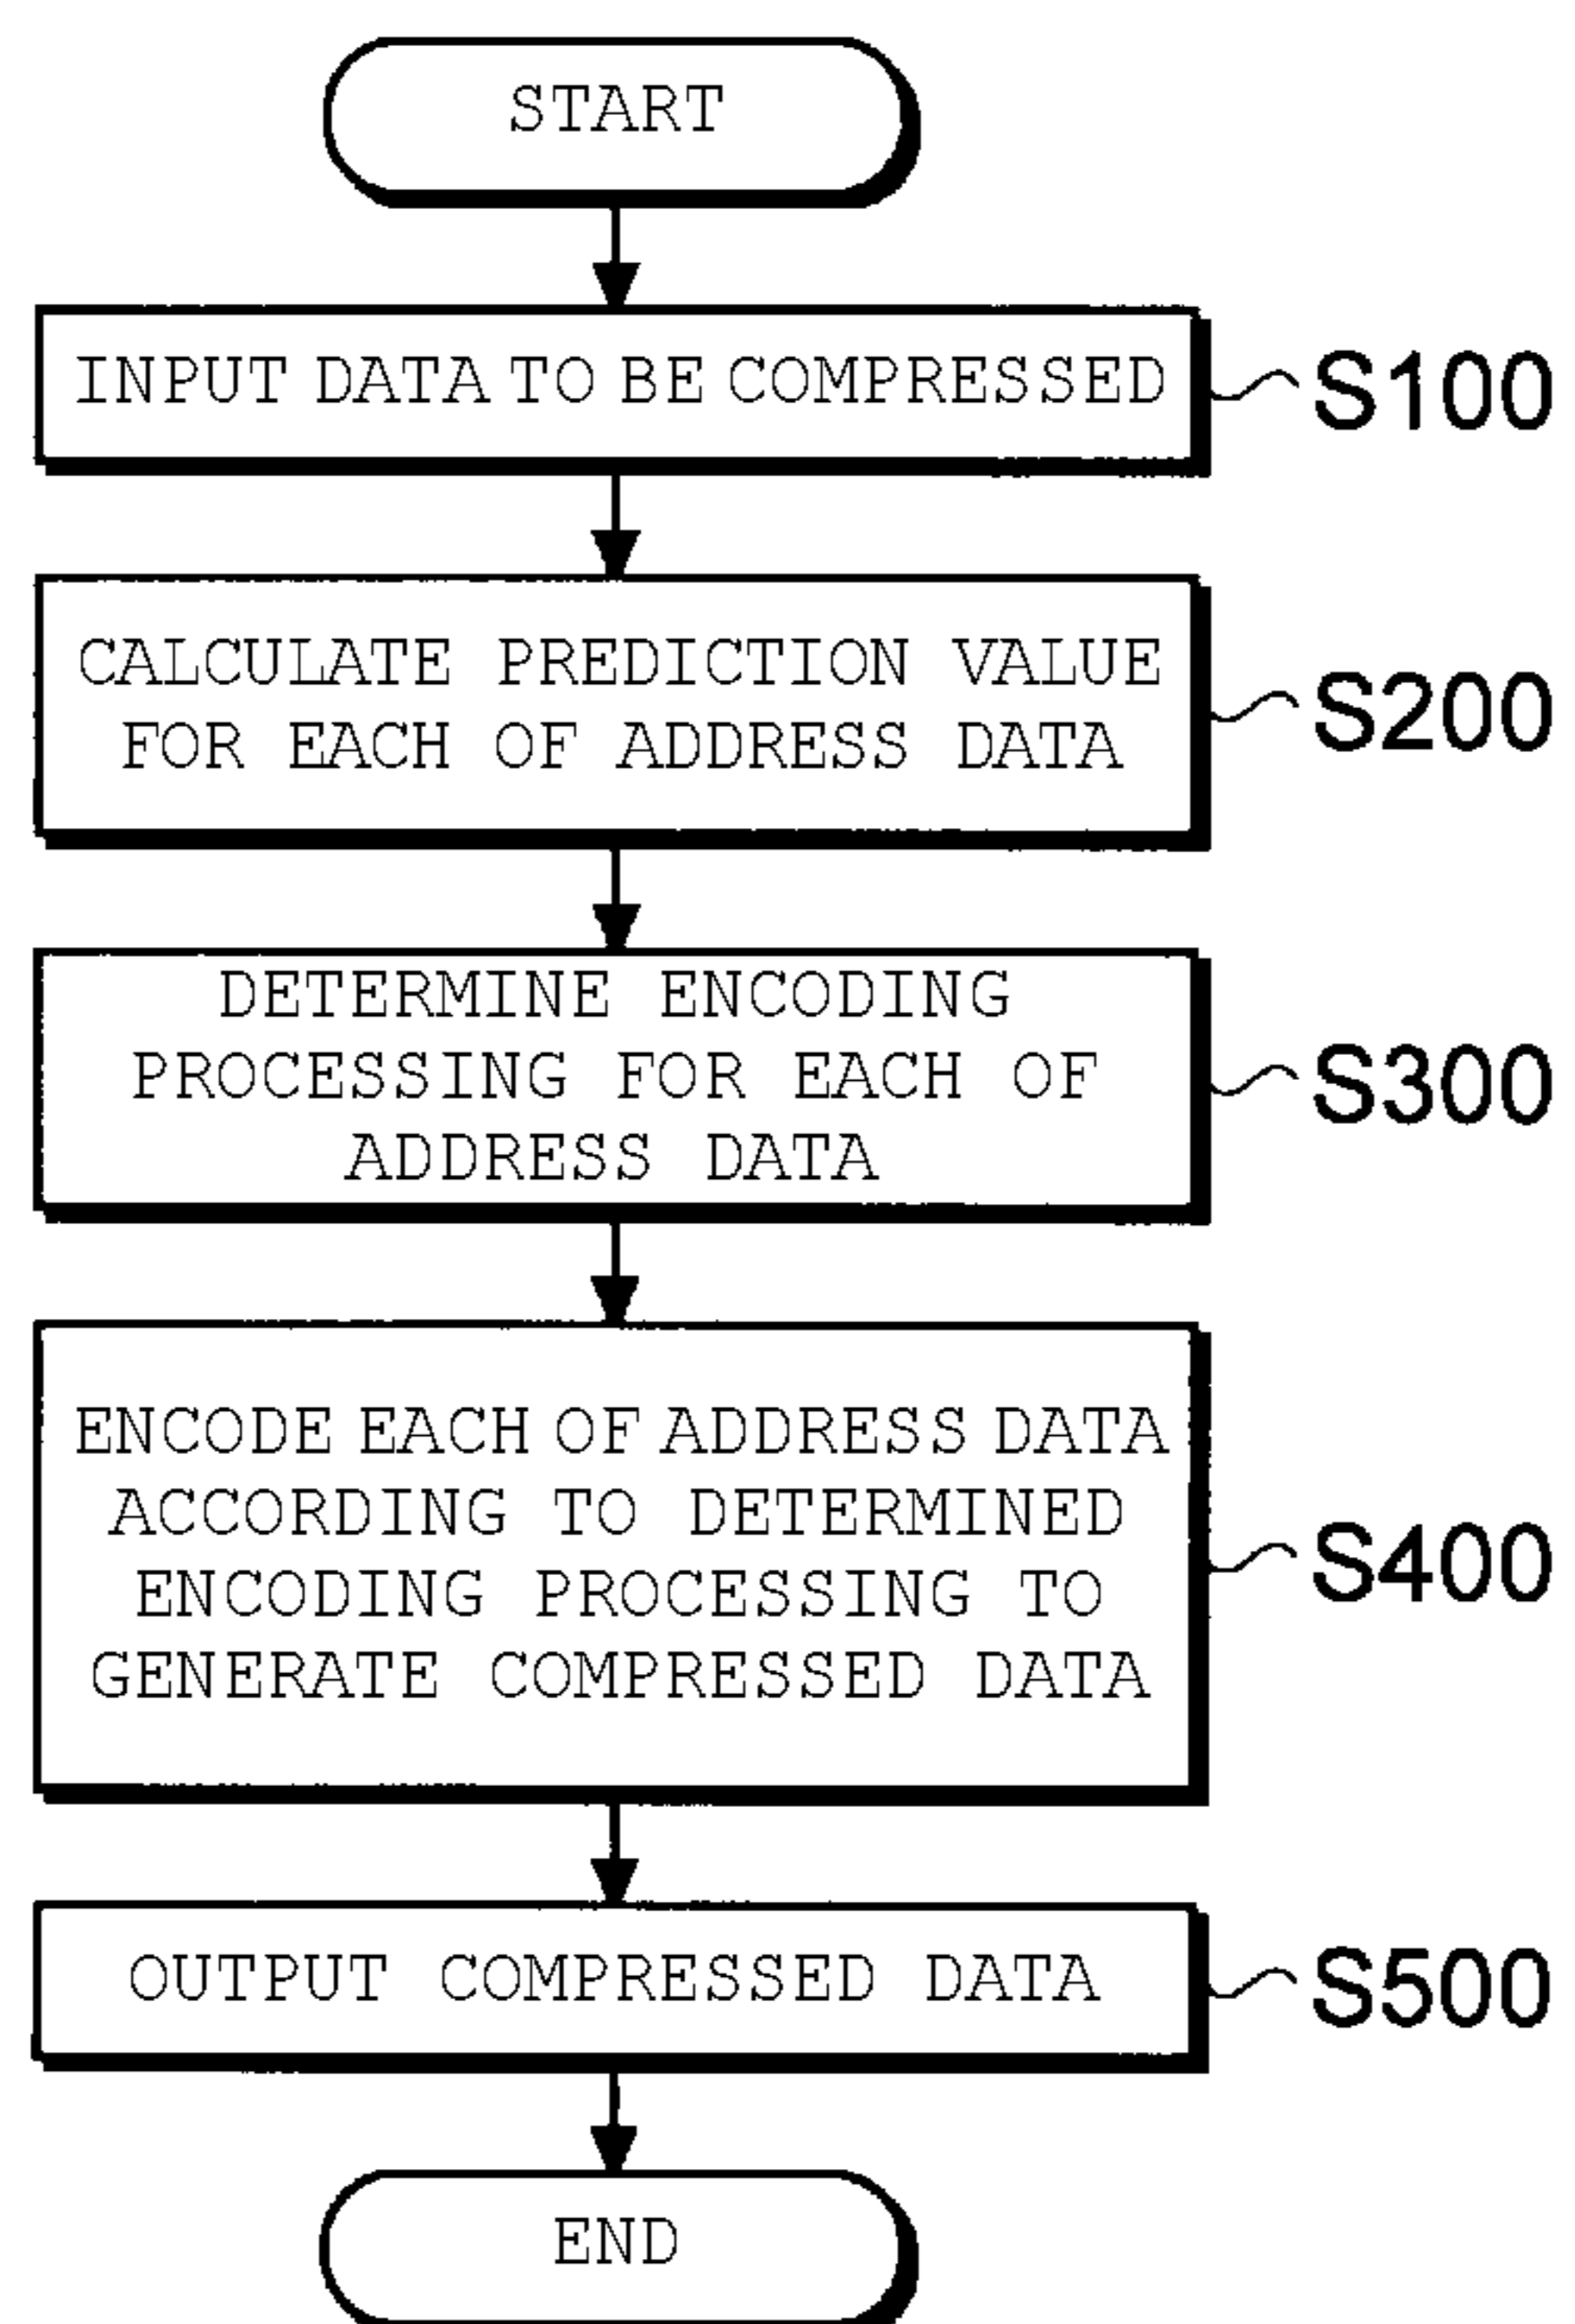 START
INPUT DATA TO BE COMPRESSED
S100
CALCULATE PREDICTION VALUE
FOR EACH OF ADDRESS DATA
S200
DETERMINE ENCODING
PROCESSING FOR EACH OF
ADDRESS DATA
S300
ENCODE EACH OF ADDRESS DATA
ACCORDING TO DETERMINED
ENCODING PROCESSING TO
GENERATE COMPRESSED DATA
S400
OUTPUT COMPRESSED DATA
S500
END